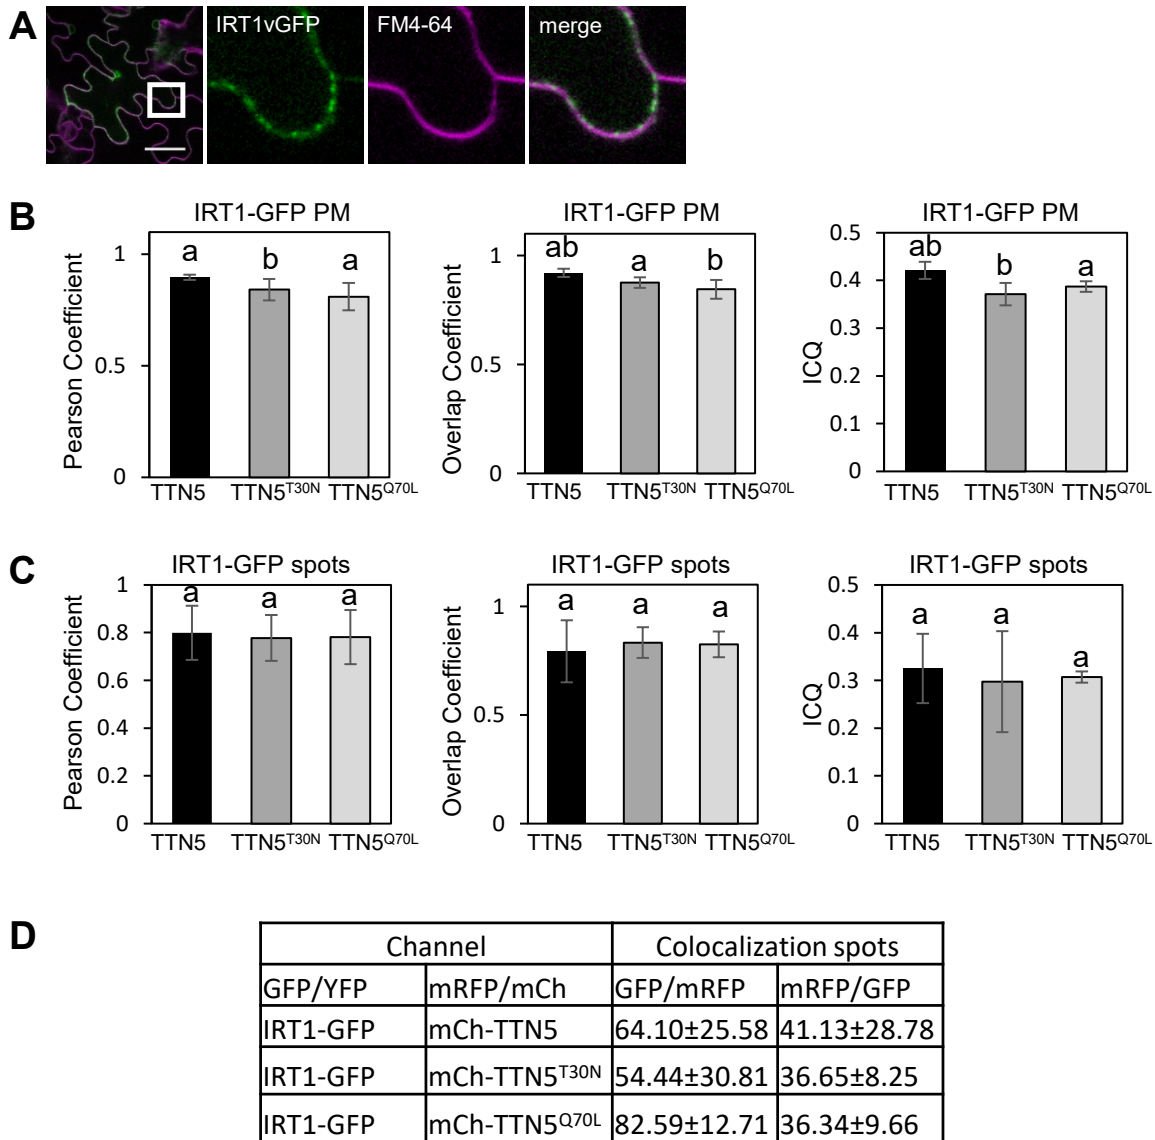 A
IRT1vGFP
FM4-64
merge
B
IRT1-GFP PM
Pearson Coefficient
1
0.5
0
a
b
a
TTN5
TTN5T30N
TTN5Q70L
IRT1-GFP PM
Overlap Coefficient
1
0.5
0
ab
a
b
TTN5
TTN5T30N
TTN5Q70L
IRT1-GFP PM
ICQ
0.5
0.4
0.3
0.2
0.1
0
ab
b
a
TTN5
TTN5T30N
TTN5Q70L
C
IRT1-GFP spots
Pearson Coefficient
1
0.8
0.6
0.4
0.2
0
a
a
a
TTN5
TTN5T30N
TTN5Q70L
IRT1-GFP spots
Overlap Coefficient
1
0.5
0
a
a
a
TTN5
TTN5T30N
TTN5Q70L
IRT1-GFP spots
ICQ
0.5
0.4
0.3
0.2
0.1
0
a
a
a
TTN5
TTN5T30N
TTN5Q70L
D
Channel Colocalization spots
GFP/YFP mRFP/mCh GFP/mRFP mRFP/GFP
IRT1-GFP mCh-TTN5 64.10±25.58 41.13±28.78
IRT1-GFP mCh-TTN5T30N 54.44±30.81 36.65±8.25
IRT1-GFP mCh-TTN5Q70L 82.59±12.71 36.34±9.66